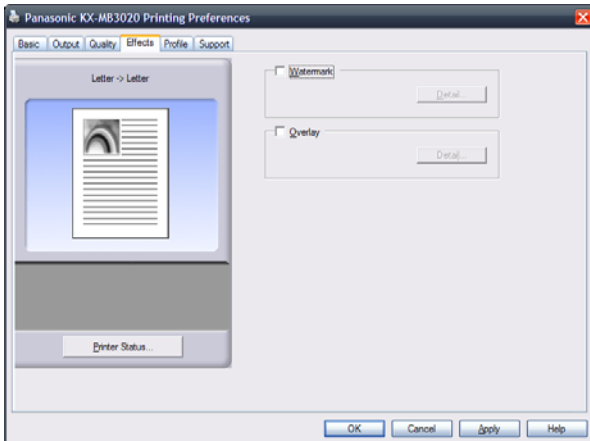 Panasonic KX-MB3020 Printing Preferences
Basic Output Quality Effects Profile Support
Letter -> Letter
Watermark
Detail...
Overlay
Detail...
Printer Status...
OK Cancel Apply Help